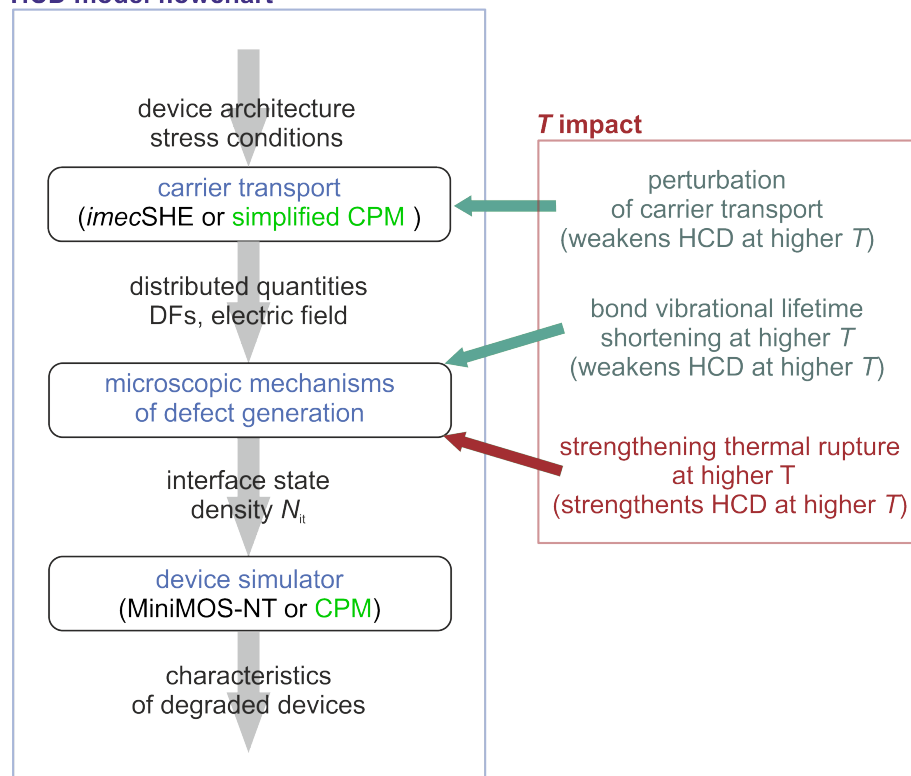 HCD model flowchart
device architecture
stress conditions
carrier transport
(imecSHE or simplified CPM )
distributed quantities
DFs, electric field
microscopic mechanisms
of defect generation
interface state
density Nit
device simulator
(MiniMOS-NT or CPM)
characteristics
of degraded devices
T impact
perturbation
of carrier transport
(weakens HCD at higher T)
bond vibrational lifetime
shortening at higher T
(weakens HCD at higher T)
strengthening thermal rupture
at higher T
(strengthents HCD at higher T)